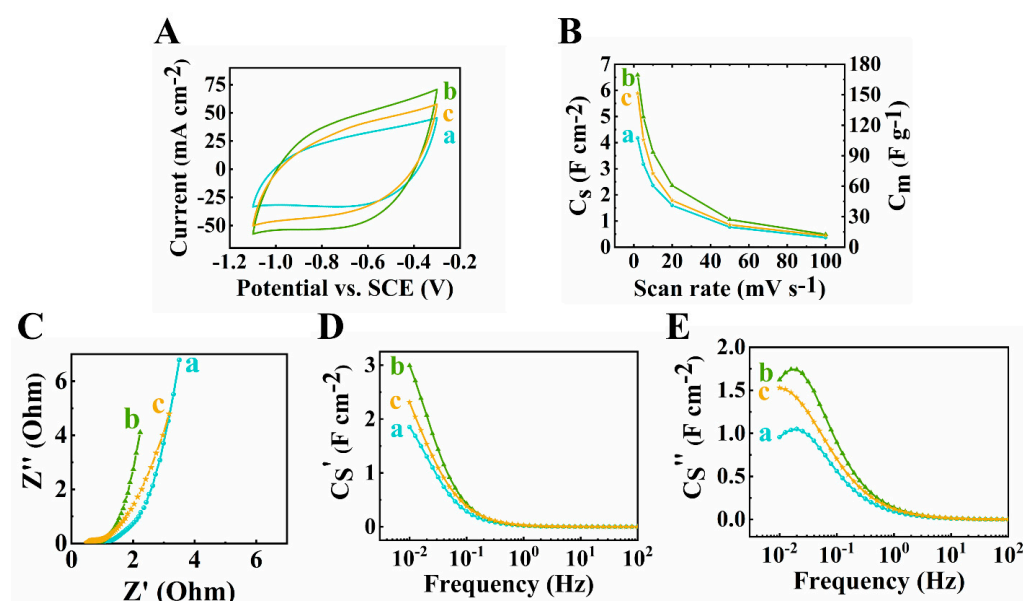 A
Current (mA cm-2)
75
50
25
0
-25
-50
b
c
a
-1.2 -1.0 -0.8 -0.6 -0.4 -0.2
Potential vs. SCE (V)
B
Cs (F cm-2)
7
6
5
4
3
2
1
0
b
c
a
180
150
120
90
60
30
0
Cm (F g-1)
0 20 40 60 80 100
Scan rate (mV s-1)
C
Z'' (Ohm)
6
4
2
0
b
c
a
0 2 4 6
Z' (Ohm)
D
Cs' (F cm-2)
3
2
1
0
b
c
a
10-2 10-1 100 101 102
Frequency (Hz)
E
Cs'' (F cm-2)
2.0
1.5
1.0
0.5
0.0
b
c
a
10-2 10-1 100 101 102
Frequency (Hz)